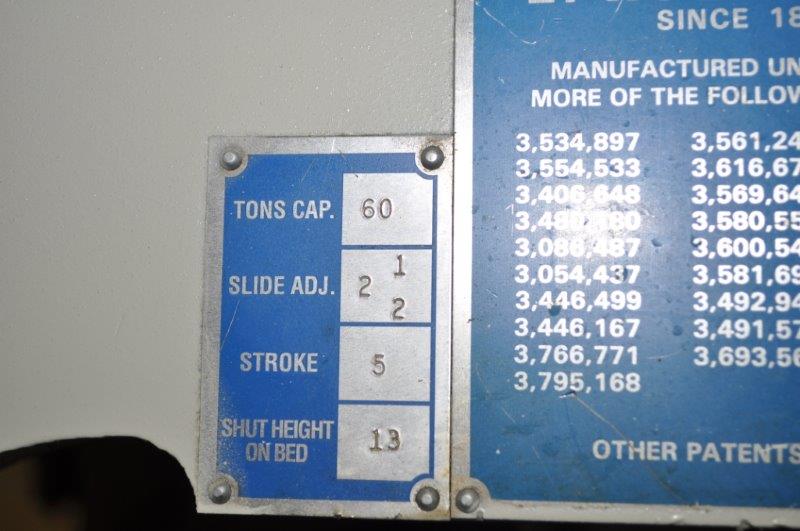 TONS CAP. 60
SLIDE ADJ. 2 1 2
STROKE 5
SHUT HEIGHT
ON BED 13
SINCE 18
MANUFACTURED UN
MORE OF THE FOLLOW
3,534,897 3,561,24
3,554,533 3,616,67
3,406,648 3,569,64
3,580,55
3,086,487 3,600,54
3,054,437 3,581,69
3,446,499 3,492,94
3,446,167 3,491,57
3,766,771 3,693,56
3,795,168
OTHER PATENTS